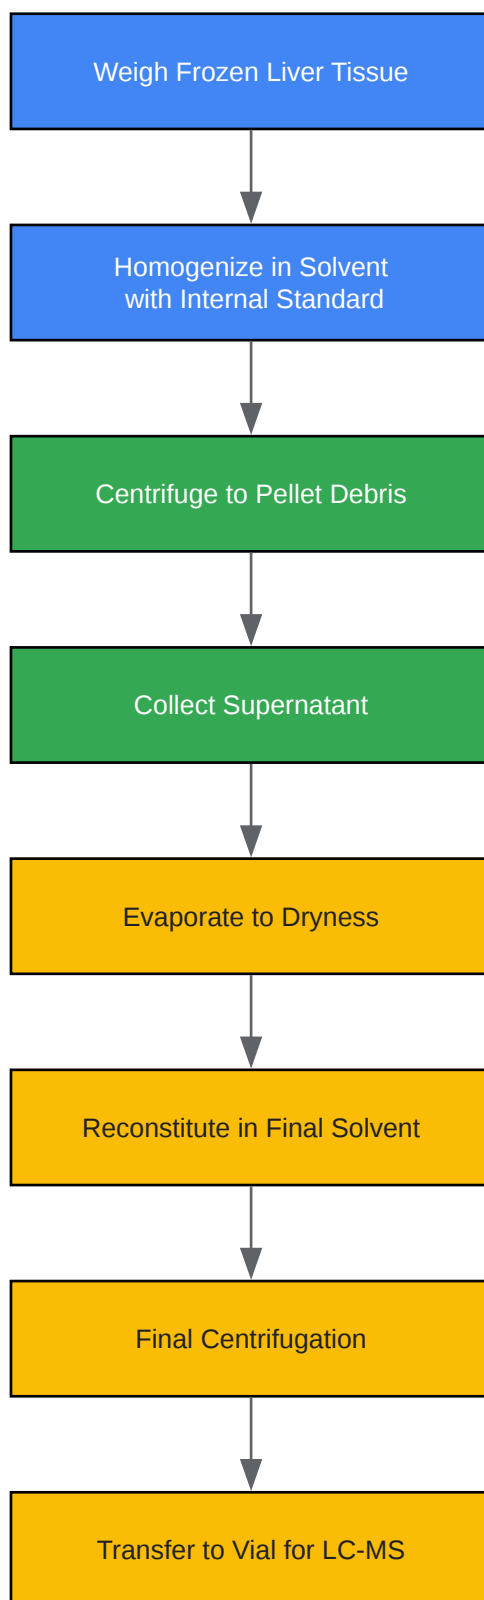 Weigh Frozen Liver Tissue
Homogenize in Solvent
with Internal Standard
Centrifuge to Pellet Debris
Collect Supernatant
Evaporate to Dryness
Reconstitute in Final Solvent
Final Centrifugation
Transfer to Vial for LC-MS